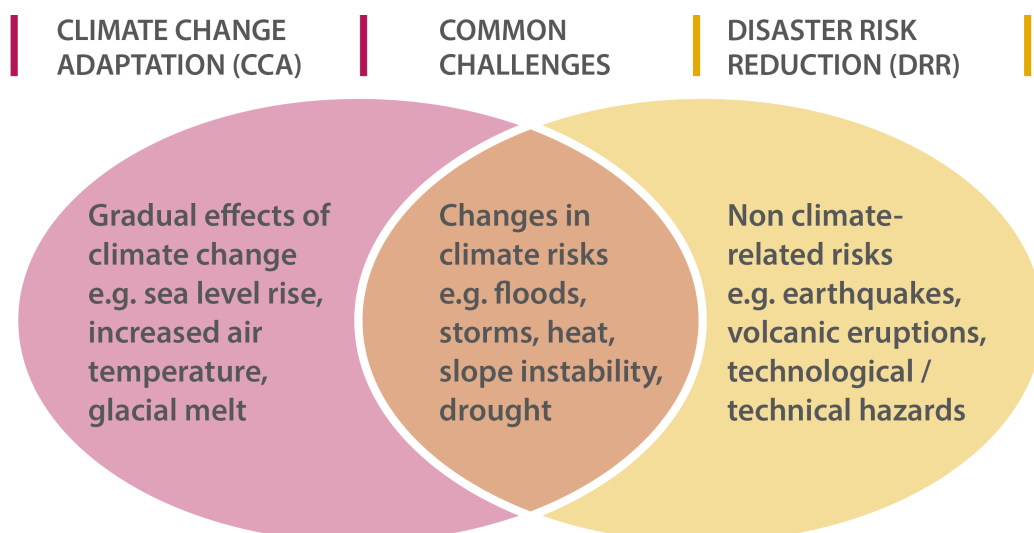 CLIMATE CHANGE
ADAPTATION (CCA)
COMMON
CHALLENGES
DISASTER RISK
REDUCTION (DRR)
Gradual effects of
climate change
e.g. sea level rise,
increased air
temperature,
glacial melt
Changes in
climate risks
e.g. floods,
storms, heat,
slope instability,
drought
Non climate-
related risks
e.g. earthquakes,
volcanic eruptions,
technological /
technical hazards